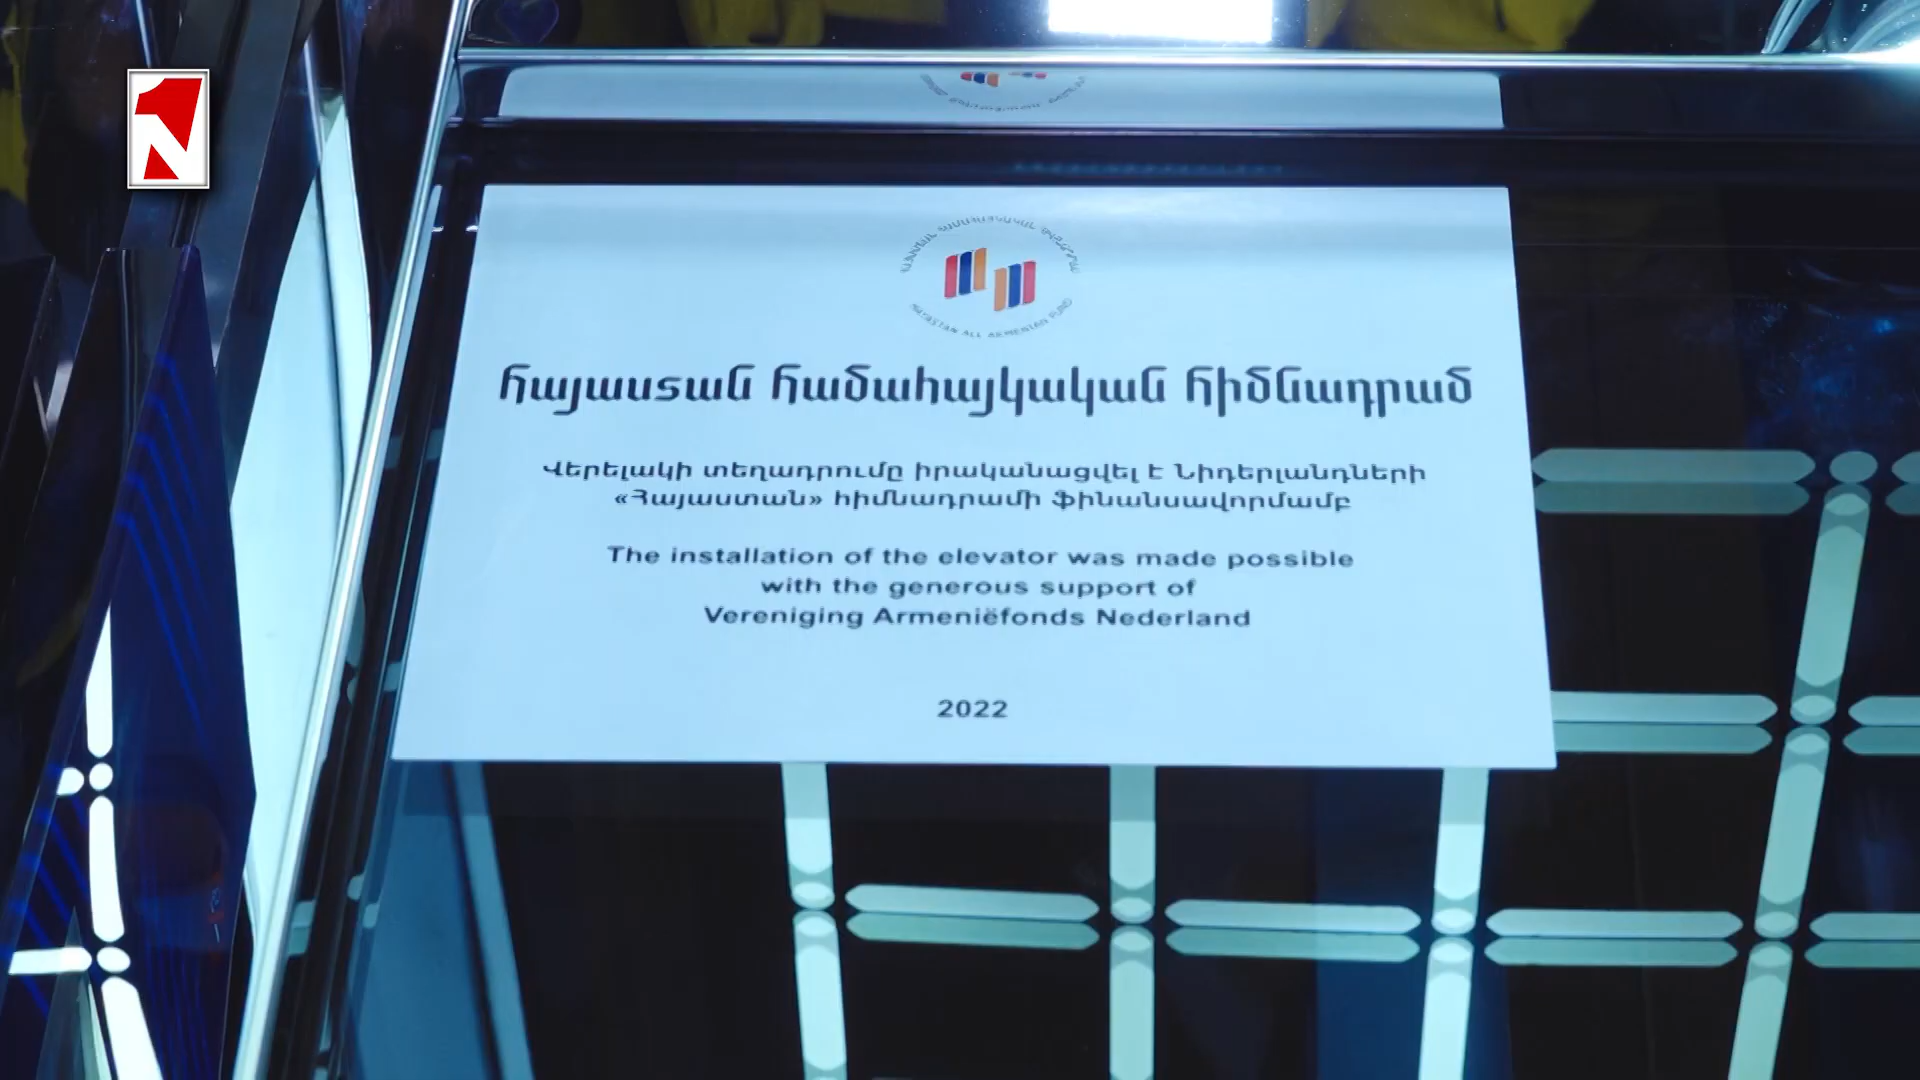 հայաստան համահայկական հիմնադրամ
Վերելակի տեղադրումը իրականացվել է Նիդերլանդների
«Հայաստան» հիմնադրամի ֆինանսավորմամբ
The installation of the elevator was made possible
with the generous support of
Vereniging Armeniëfonds Nederland
2022